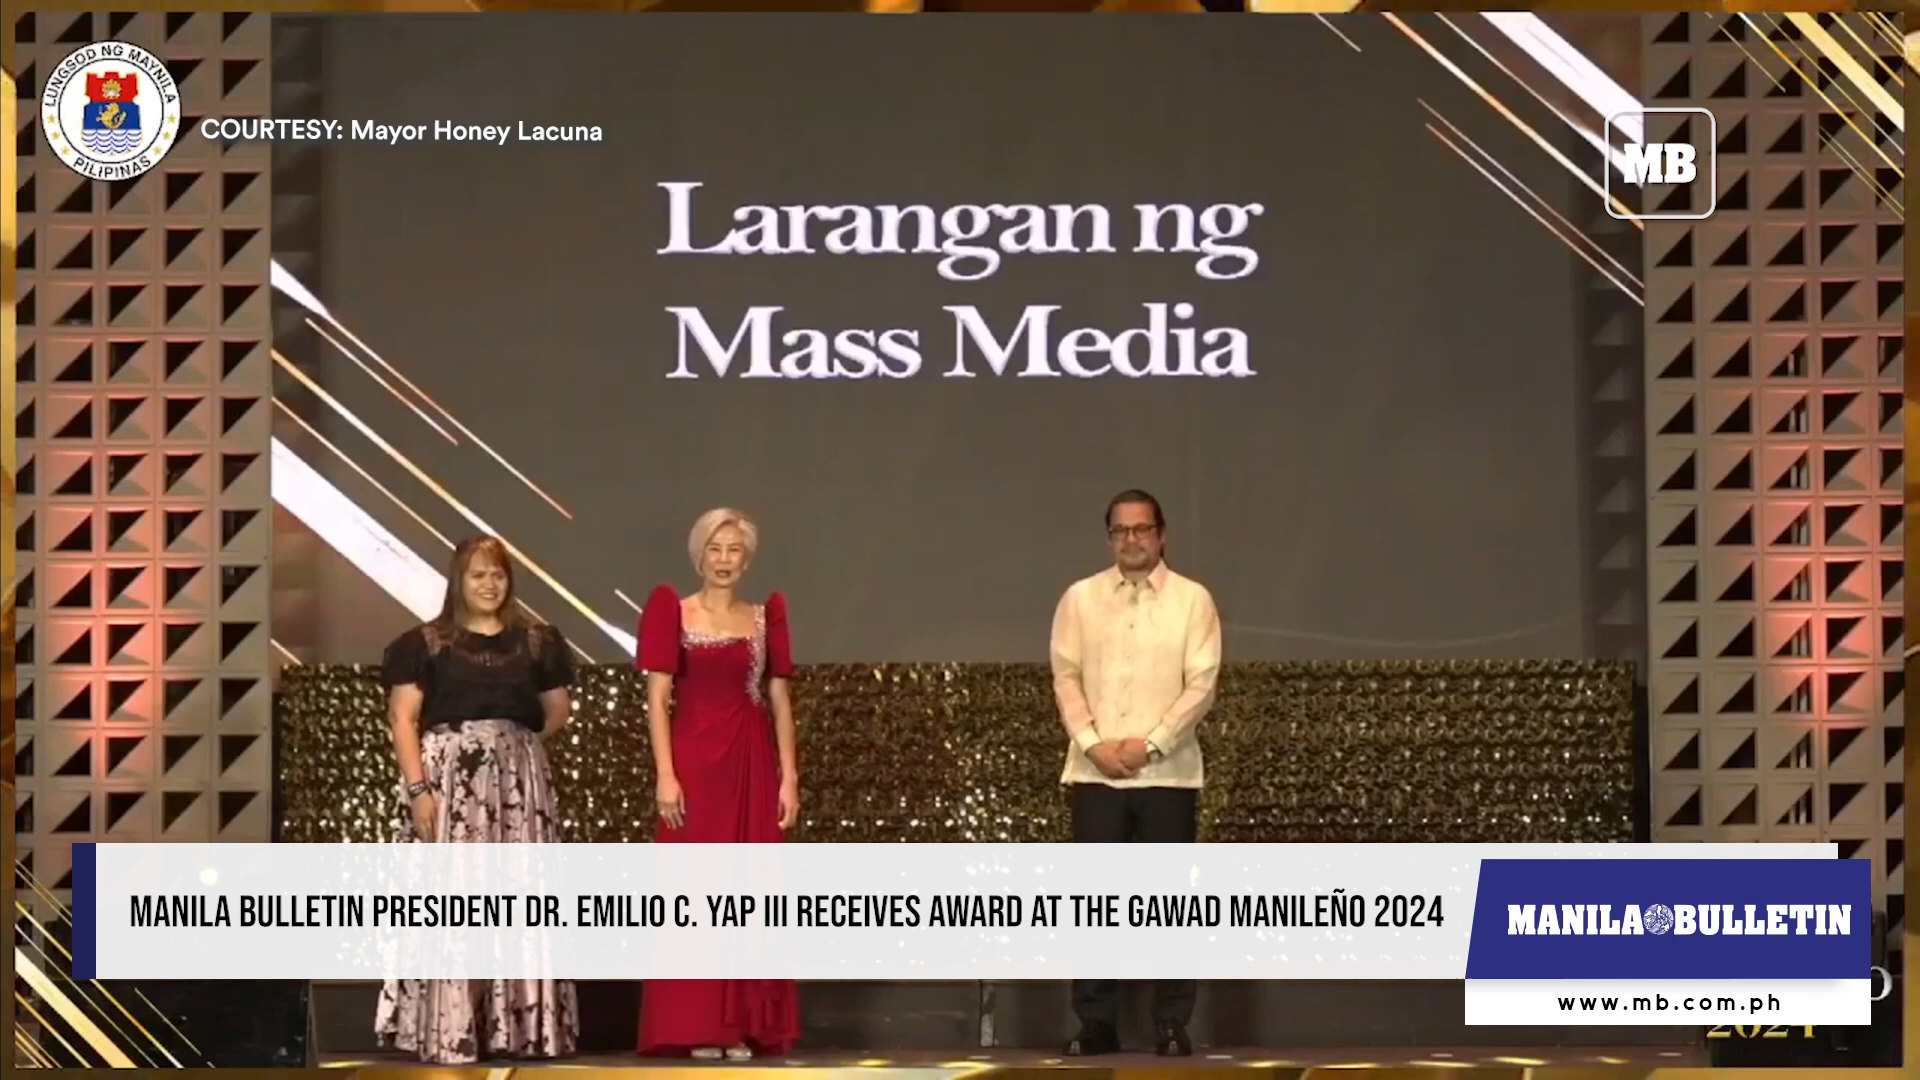 LUNGSOD NG MAYNILA
PILIPINAS
COURTESY: Mayor Honey Lacuna
MB
Larangan ng
Mass Media
MANILA BULLETIN PRESIDENT DR. EMILIO C. YAP III RECEIVES AWARD AT THE GAWAD MANILEÑO 2024
MANILA BULLETIN
www.mb.com.ph
O
2024